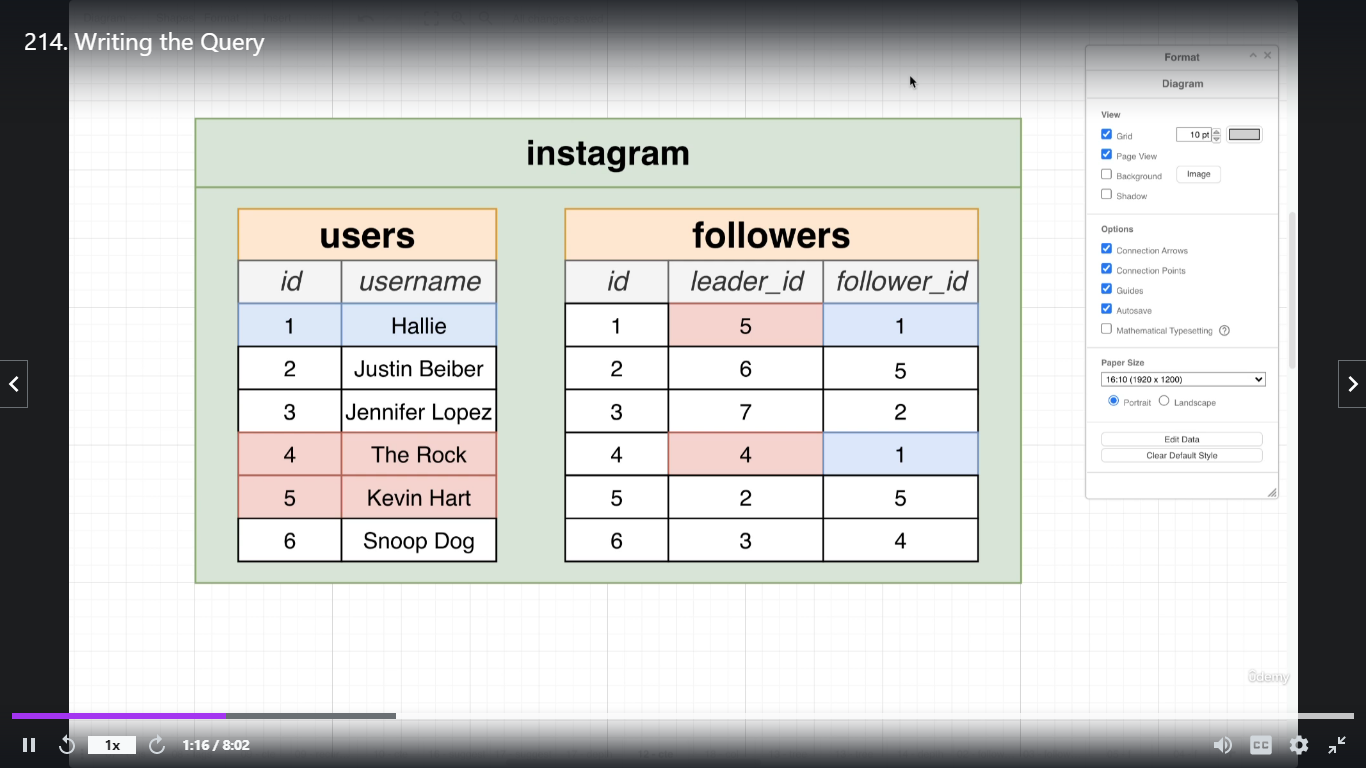 214. Writing the Query
Format
Diagram
View
Grid
10 pt
Page View
Background
Image
Shadow
Options
Connection Arrows
Connection Points
Guides
Autosave
Mathematical Typesetting ?
Paper Size
16:10 (1920 x 1200)
Portrait Landscape
Edit Data
Clear Default Style
instagram
users
id username
1 Hallie
2 Justin Beiber
3 Jennifer Lopez
4 The Rock
5 Kevin Hart
6 Snoop Dog
followers
id leader_id follower_id
1 5 1
2 6 5
3 7 2
4 4 1
5 2 5
6 3 4
ûdemy
1x 1:16 / 8:02
CC